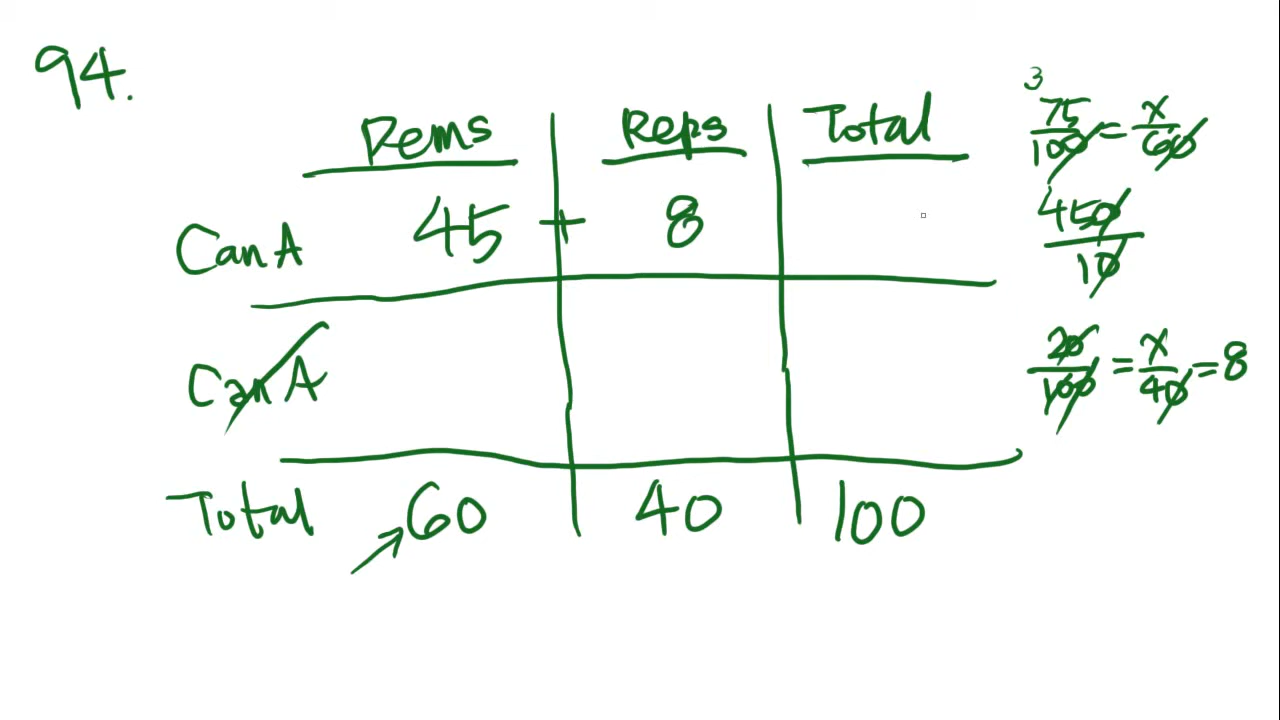 94.
Dems Reps Total
Can A 45 + 8
Can A
Total 60 40 100
3
75/100 = x/60
450/10
20/100 = x/40 = 8